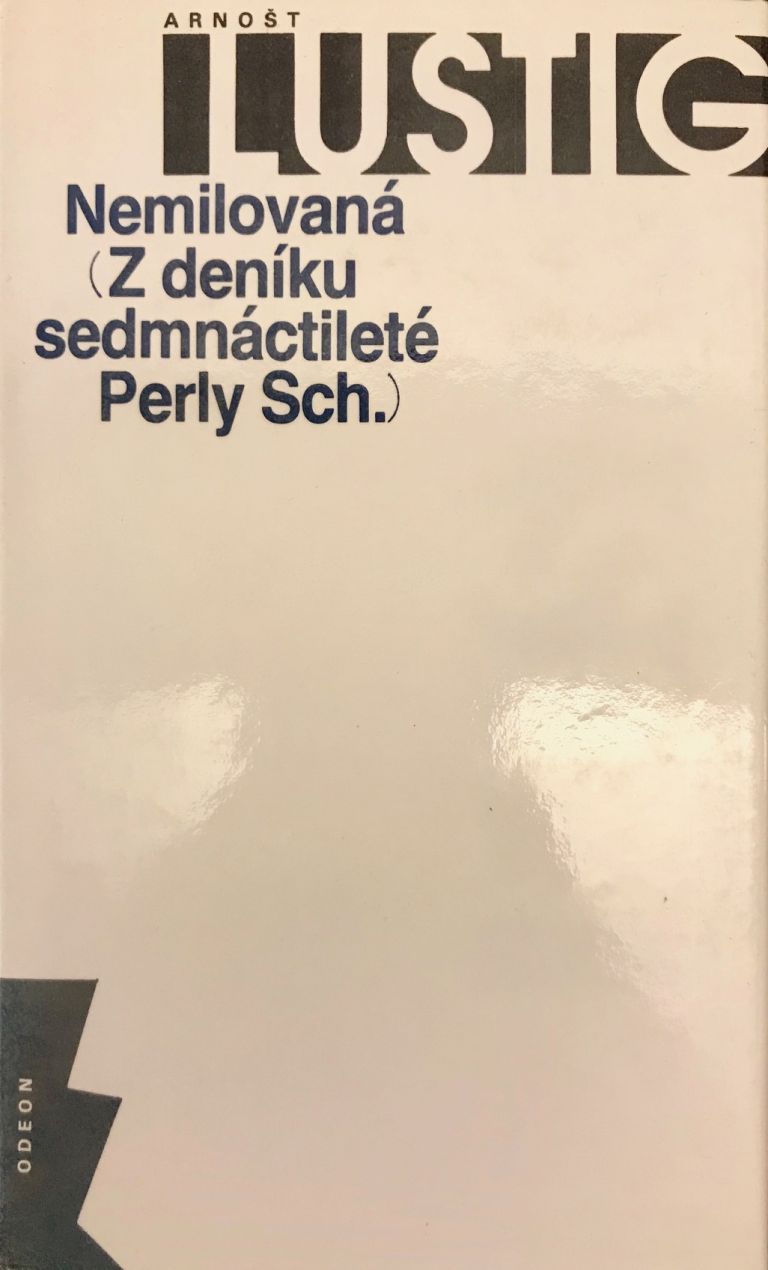 ARNOŠT
LUSTIG
Nemilovaná
(Z deníku
sedmnáctileté
Perly Sch.)
ODEON